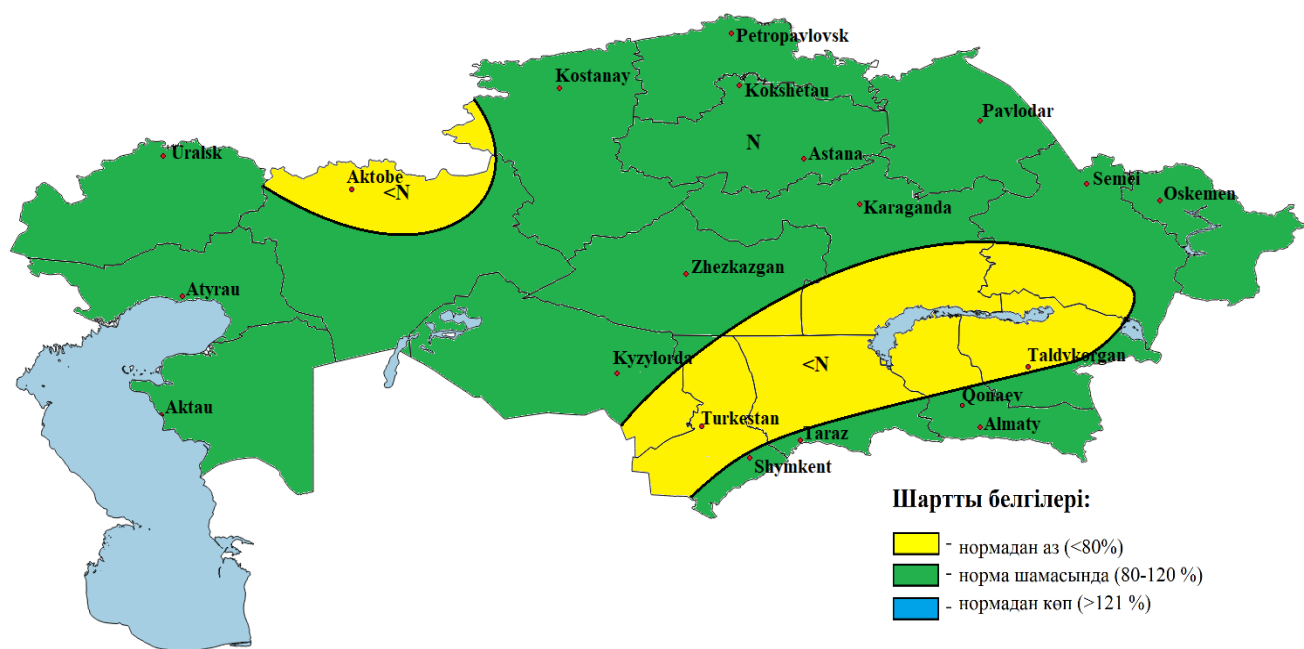 Petropavlovsk
Kostanay
Kokshetau
Pavlodar
N
Uralsk
Astana
Aktobe
<N
Semei
Oskemen
Karaganda
Zhezkazgan
Atyrau
Kyzylorda
<N
Taldykorgan
Aktau
Qonaev
Turkestan
Almaty
Taraz
Shymkent
Шартты белгілері:
- нормадан аз (<80%)
- норма шамасында (80-120 %)
- нормадан көп (>121 %)